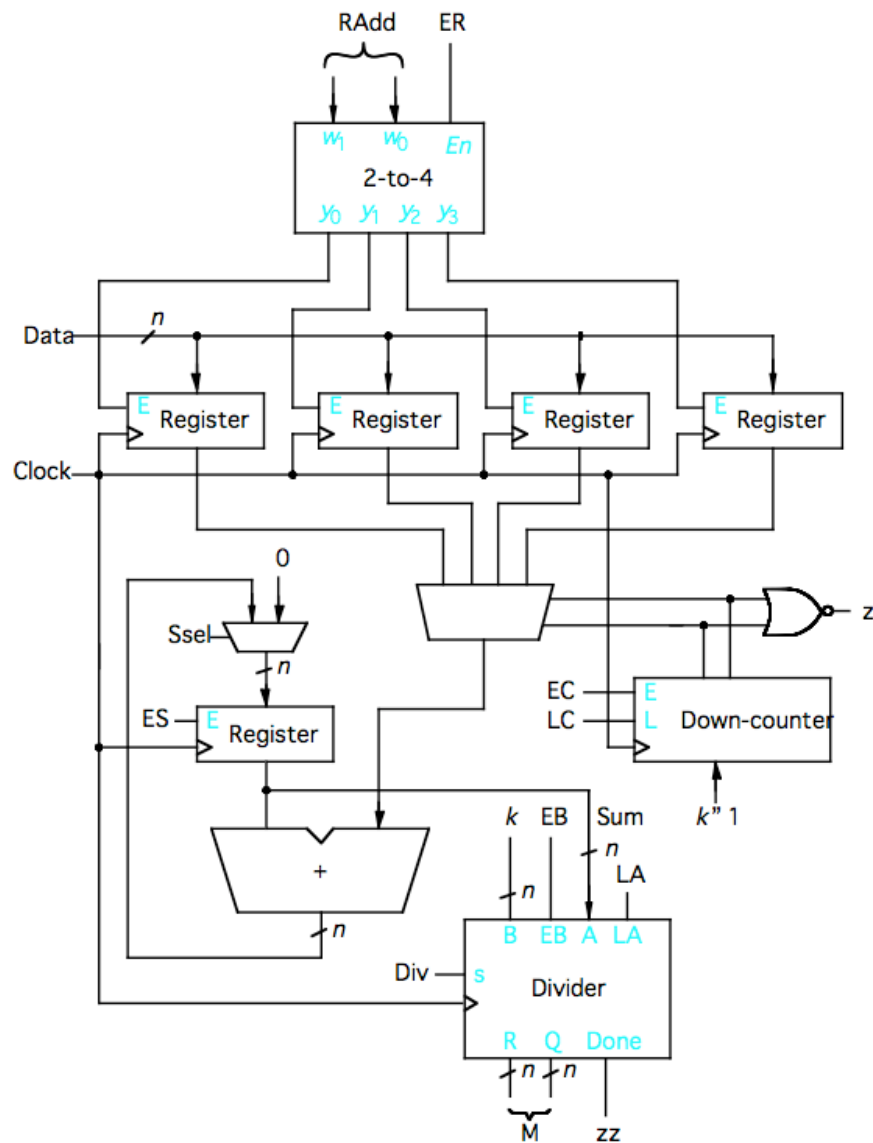 RAdd ER
w1 w0 En
2-to-4
y0 y1 y2 y3
Data n
E E E E
Register Register Register Register
Clock
0
z
Ssel
n
EC E
ES E LC L Down-counter
Register
k EB Sum k” 1
n
LA
+
n n
B EB A LA
Div s
Divider
R Q Done
n n
M zz